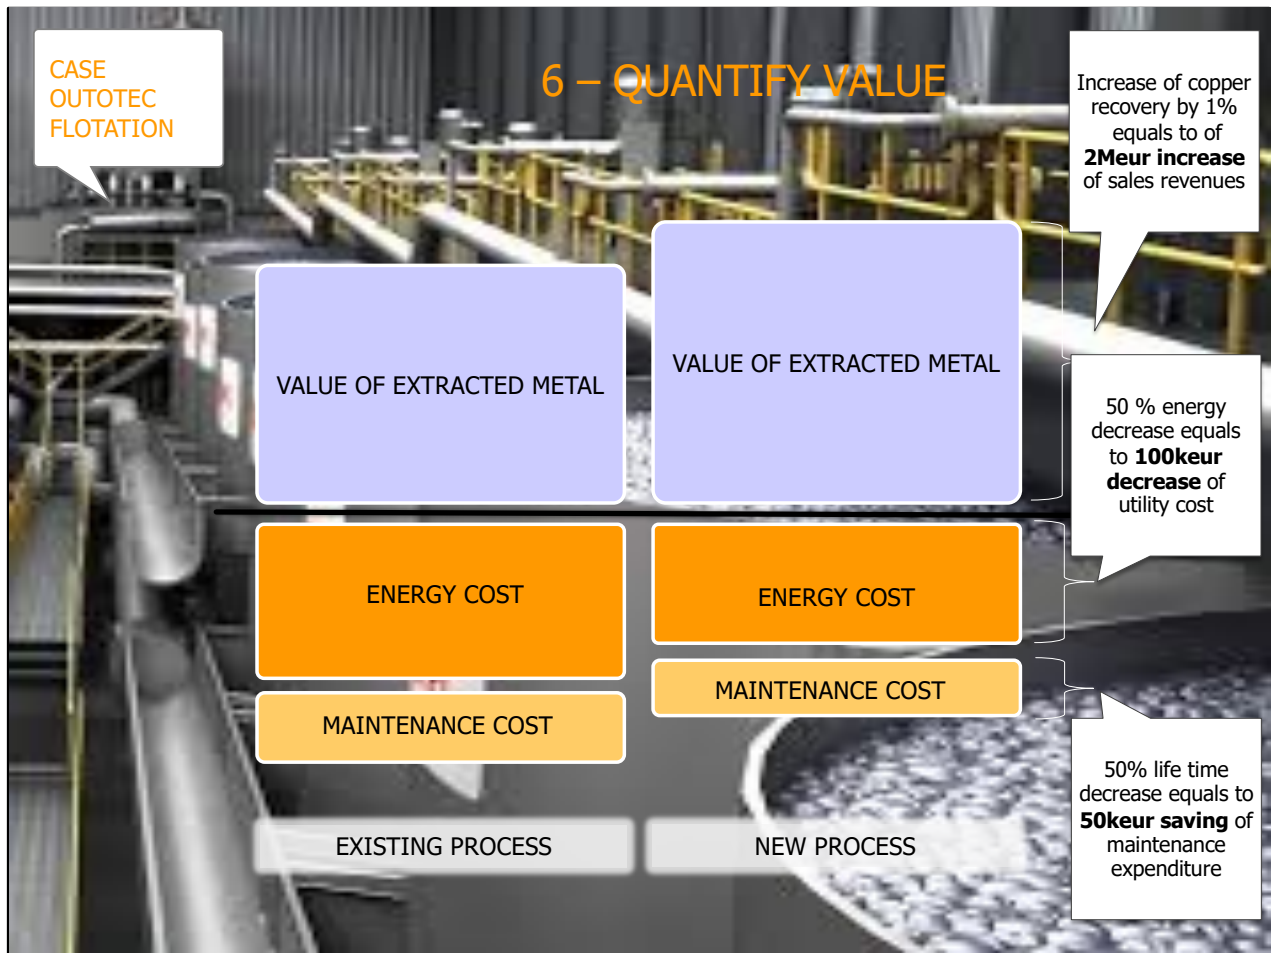 CASE
OUTOTEC
FLOTATION
6 – QUANTIFY VALUE
Increase of copper
recovery by 1%
equals to of
2Meur increase
of sales revenues
VALUE OF EXTRACTED METAL
VALUE OF EXTRACTED METAL
50 % energy
decrease equals
to 100keur
decrease of
utility cost
ENERGY COST
ENERGY COST
MAINTENANCE COST
MAINTENANCE COST
50% life time
decrease equals to
50keur saving of
maintenance
expenditure
EXISTING PROCESS
NEW PROCESS